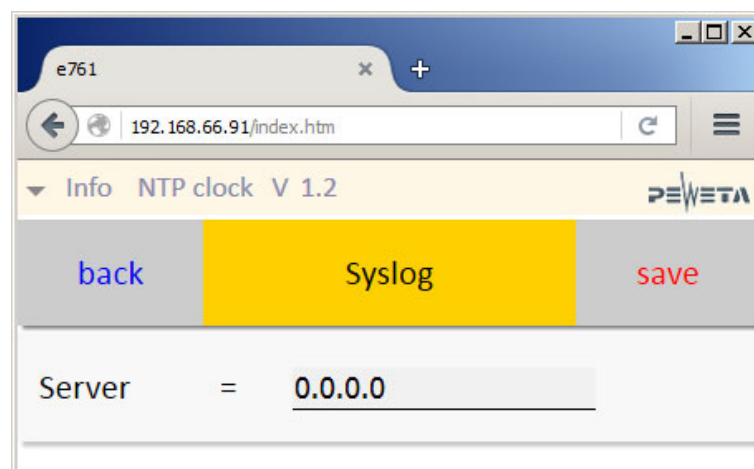 e761
192.168.66.91/index.htm
Info NTP clock V 1.2 PEWETA
back Syslog save
Server = 0.0.0.0